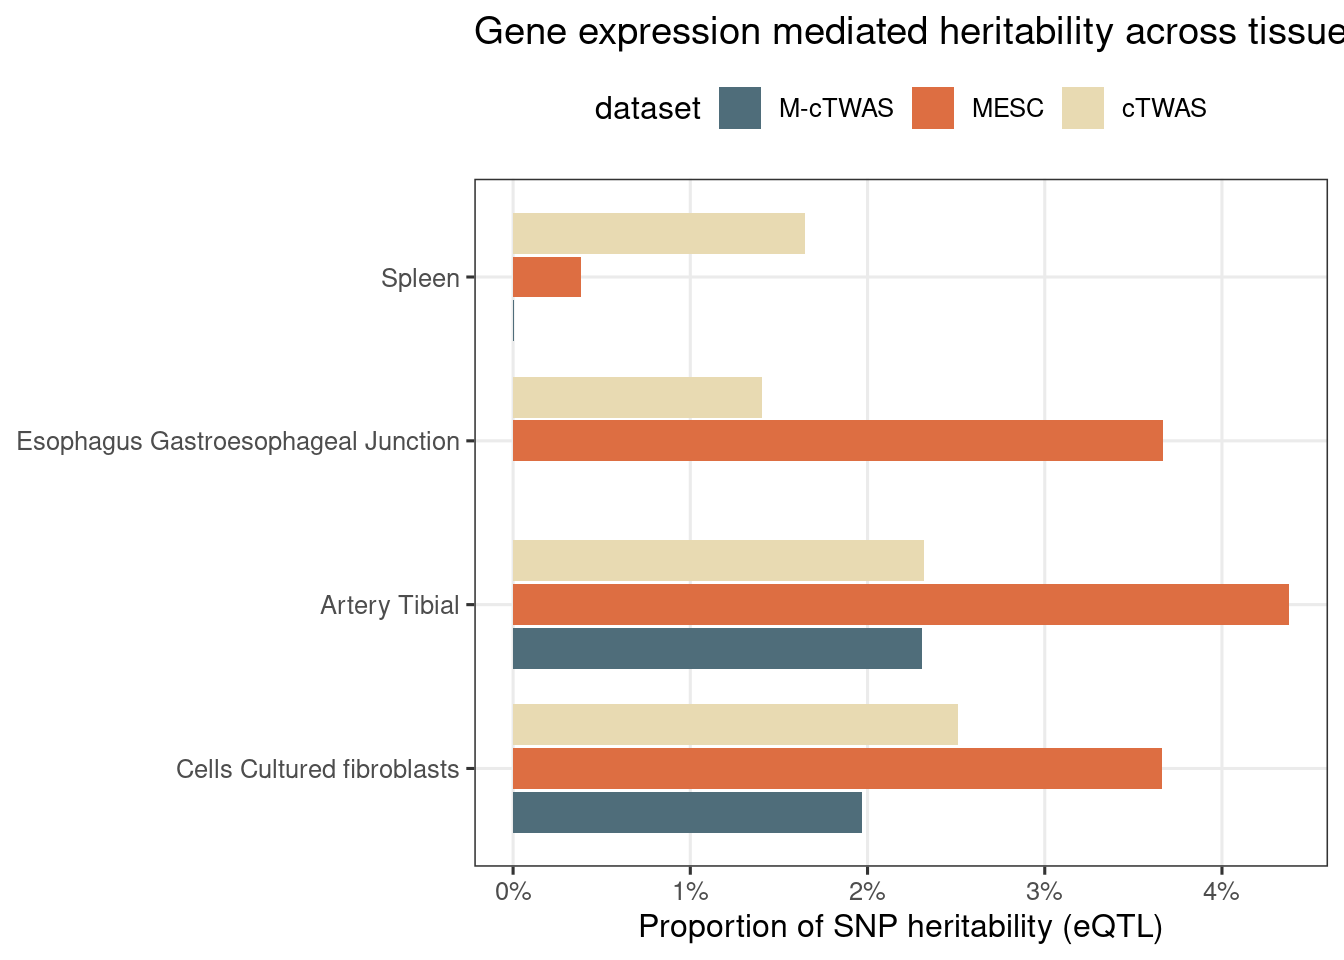 Gene expression mediated heritability across tissue
dataset M-cTWAS MESC cTWAS
Spleen
Esophagus Gastroesophageal Junction
Artery Tibial
Cells Cultured fibroblasts
0% 1% 2% 3% 4%
Proportion of SNP heritability (eQTL)